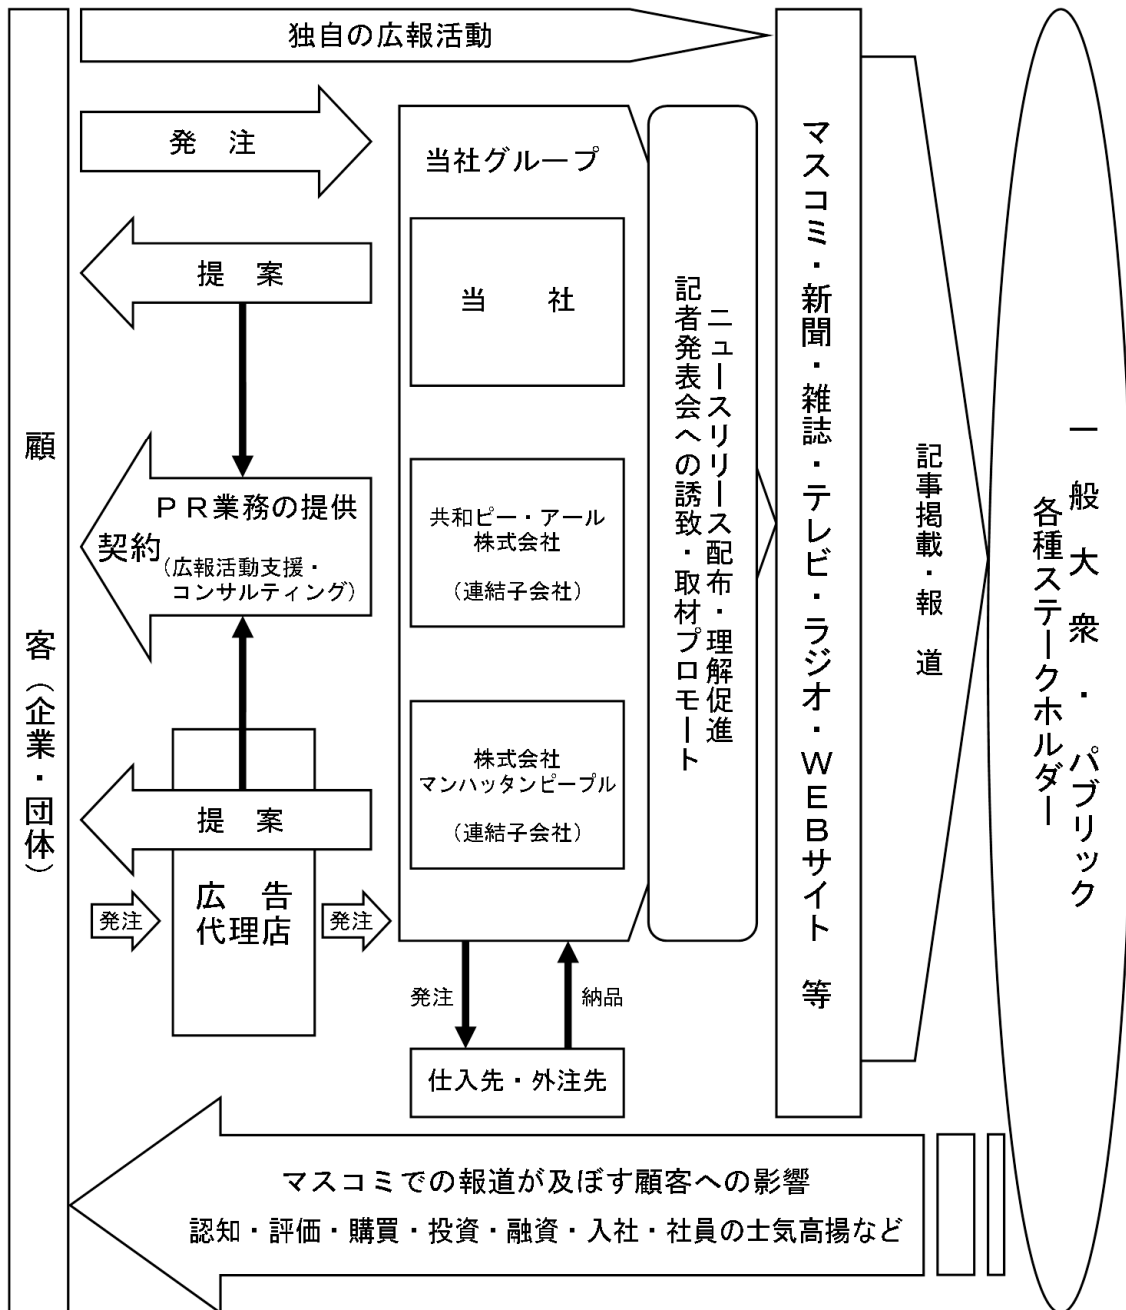 独自の広報活動
発　注
提　案
ＰＲ業務の提供
契約
（広報活動支援・
コンサルティング）
提　案
広　告
代理店
発注
発注
顧　客（企業・団体）
当社グループ
当　社
共和ピー・アール
株式会社
（連結子会社）
株式会社
マンハッタンピープル
（連結子会社）
発注
納品
仕入先・外注先
ニュースリリース配布・理解促進
記者発表会への誘致・取材プロモート
マスコミ・新聞・雑誌・テレビ・ラジオ・ＷＥＢサイト　等
記事掲載・報　道
一　般　大　衆　・　パブリック
各種ステークホルダー
マスコミでの報道が及ぼす顧客への影響
認知・評価・購買・投資・融資・入社・社員の士気高揚など